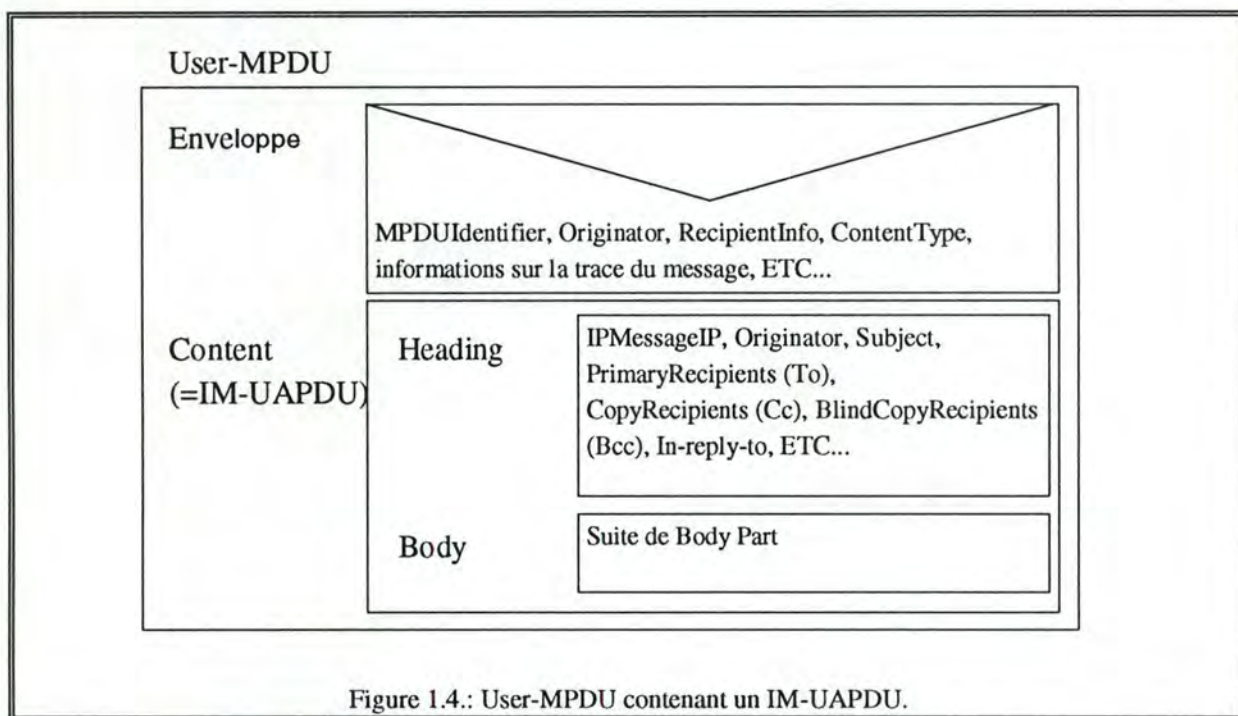 User-MPDU
Enveloppe
MPDUIdentifier, Originator, RecipientInfo, ContentType,
informations sur la trace du message, ETC...
Content
(=IM-UAPDU)
Heading
IPMessageIP, Originator, Subject,
PrimaryRecipients (To),
CopyRecipients (Cc), BlindCopyRecipients
(Bcc), In-reply-to, ETC...
Body
Suite de Body Part
Figure 1.4.: User-MPDU contenant un IM-UAPDU.